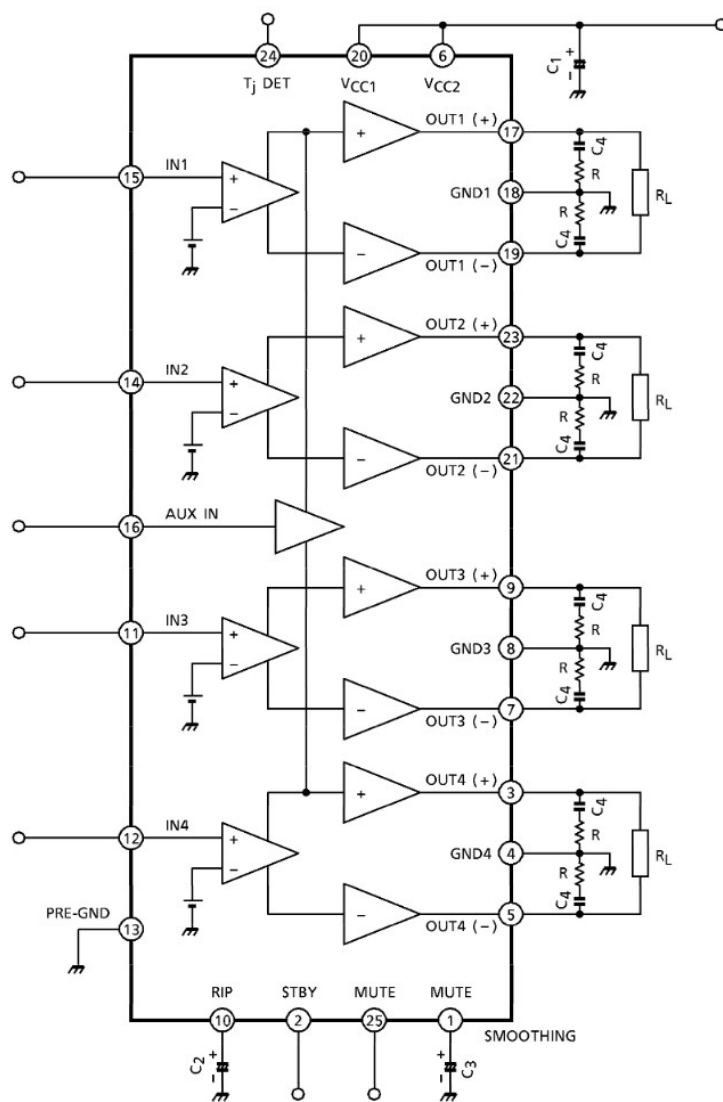 24 20 6
Tj DET VCC1 VCC2
C1 + -
15 IN1 + -
+ OUT1 (+) 17
C4
R
GND1 18
R
C4
RL
- OUT1 (-) 19
14 IN2 + -
+ OUT2 (+) 23
C4
R
GND2 22
R
C4
RL
- OUT2 (-) 21
16 AUX IN
11 IN3 + -
+ OUT3 (+) 9
C4
R
GND3 8
R
C4
RL
- OUT3 (-) 7
12 IN4 + -
+ OUT4 (+) 3
C4
R
GND4 4
R
C4
RL
- OUT4 (-) 5
PRE-GND
13
RIP STBY MUTE MUTE
10 2 25 1 SMOOTHING
C2 + -
+ - C3